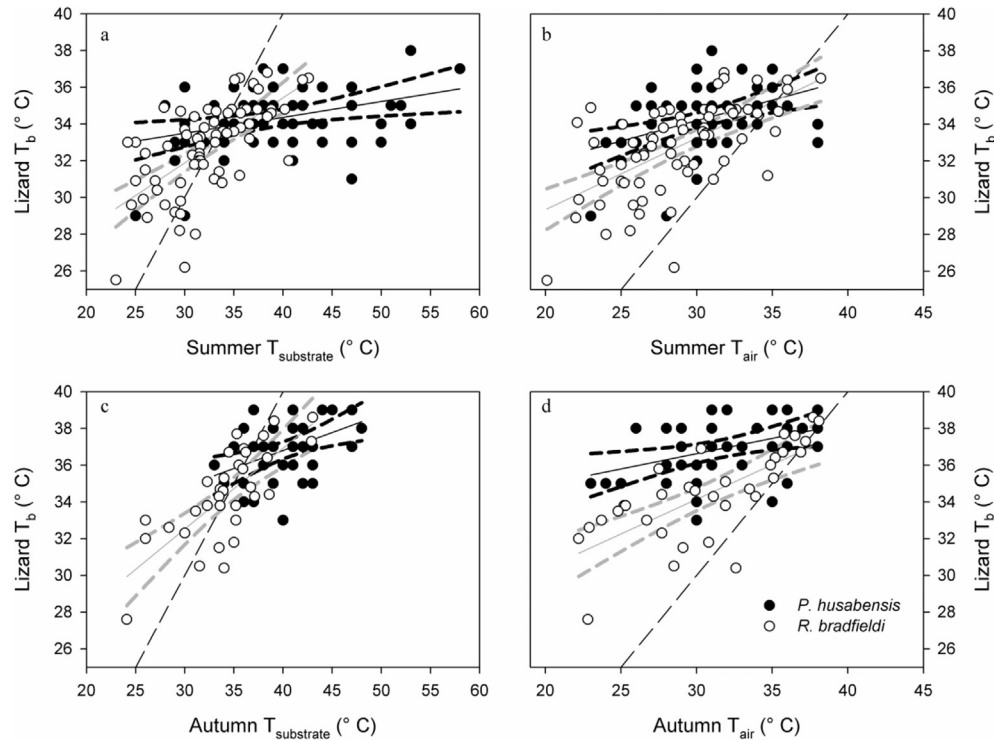 a
40
38
36
34
32
30
28
26
Lizard T_b (° C)
20 25 30 35 40 45 50 55 60
Summer T_substrate (° C)
b
40
38
36
34
32
30
28
26
Lizard T_b (° C)
20 25 30 35 40 45
Summer T_air (° C)
c
40
38
36
34
32
30
28
26
Lizard T_b (° C)
20 25 30 35 40 45 50 55 60
Autumn T_substrate (° C)
d
40
38
36
34
32
30
28
26
Lizard T_b (° C)
P. husabensis
R. bradfieldi
20 25 30 35 40 45
Autumn T_air (° C)